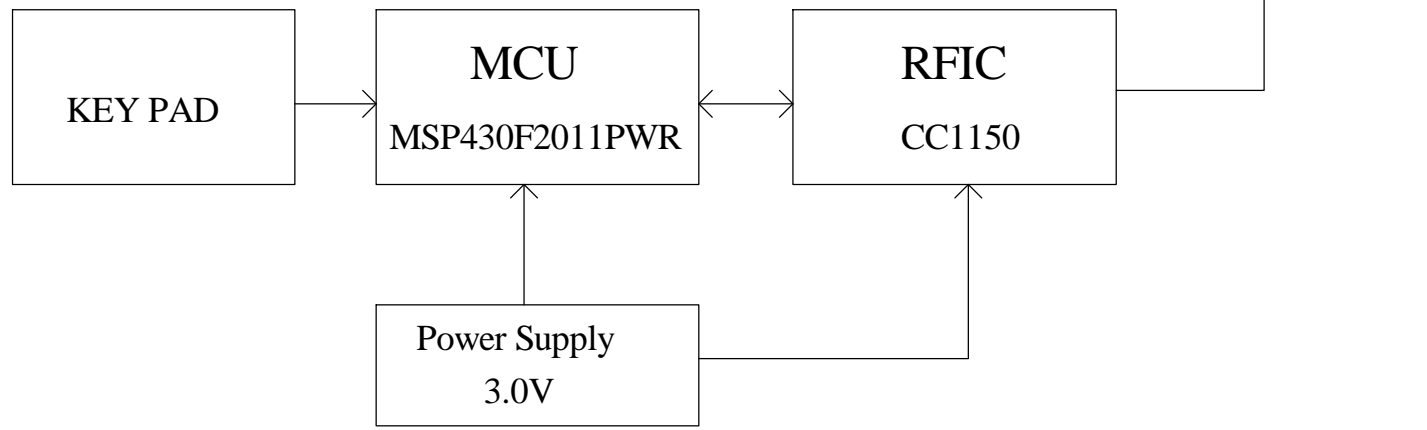 KEY PAD
MCU
MSP430F2011PWR
RFIC
CC1150
Power Supply
3.0V